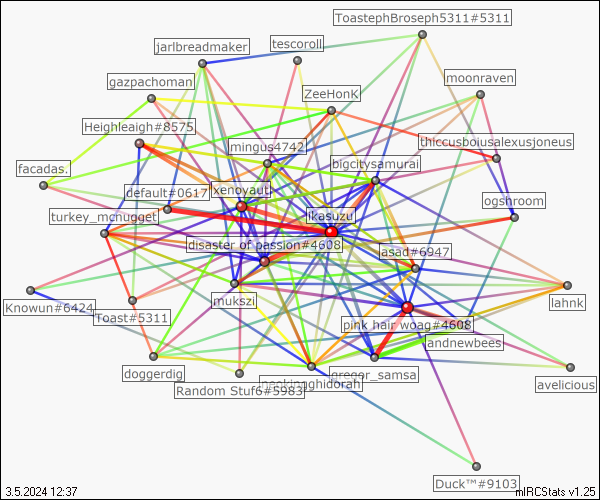 ToastephBroseph5311#5311
jarlbreadmaker
tescoroll
gazpachoman
moonraven
ZeeHonK
Heighleaigh#8575
thiccusboiusalexusjoneus
mingus4742
bigcitysamurai
facadas.
default#0617
xenoyaut
ogshroom
turkey_mcnugget
ikasuzu
disaster of passion#4608
asad#6947
mukszi
lahnk
Knowun#6424
Toast#5311
pink hair woag#4608
andnewbees
doggerdig
gregor_samsa
Random Stuf6#5983
neckingghidorah
avelicious
Duck™#9103
3.5.2024 12:37
mIRCStats v1.25